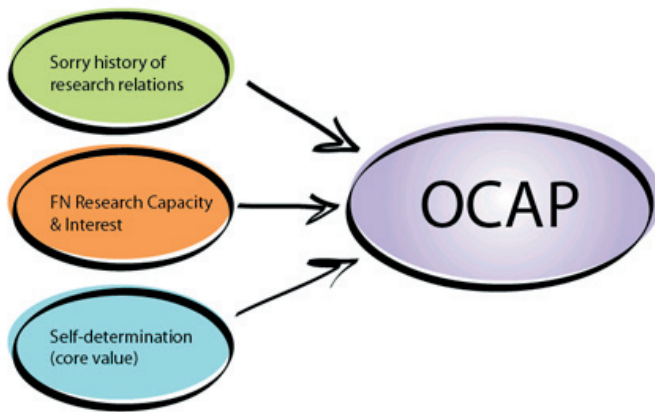 Sorry history of
research relations
FN Research Capacity
& Interest
Self-determination
(core value)
OCAP